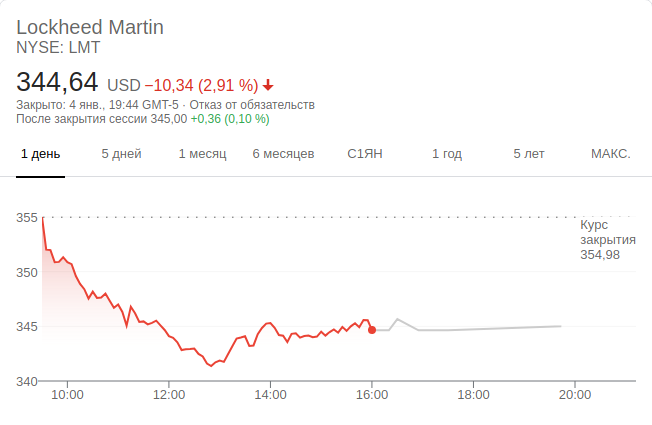 Lockheed Martin
NYSE: LMT
344,64 USD −10,34 (2,91 %)
Закрыто: 4 янв., 19:44 GMT-5 · Отказ от обязательств
После закрытия сессии 345,00 +0,36 (0,10 %)
1 день 5 дней 1 месяц 6 месяцев С1ЯН 1 год 5 лет МАКС.
355
Курс
закрытия
354,98
350
345
340
10:00 12:00 14:00 16:00 18:00 20:00